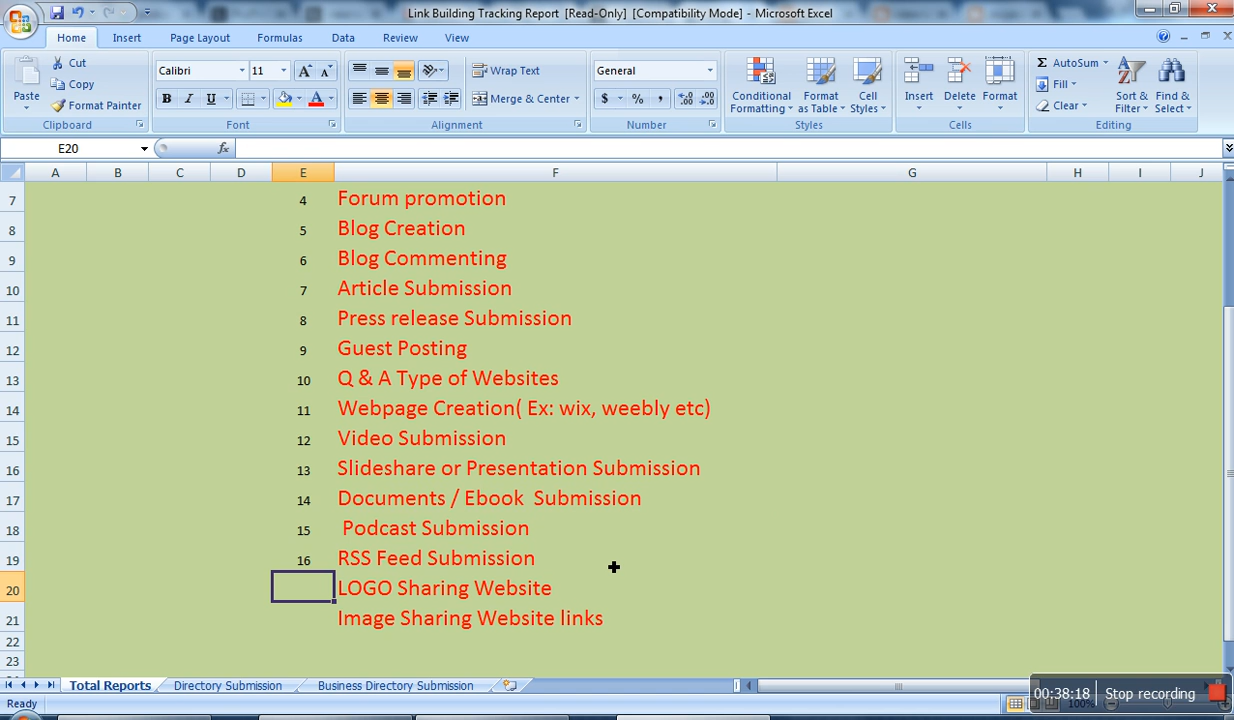 Link Building Tracking Report [Read-Only] [Compatibility Mode] - Microsoft Excel
Home Insert Page Layout Formulas Data Review View
Paste Cut Copy Format Painter
Calibri 11
B I U
Wrap Text
Merge & Center
General
$ % ,
Conditional Formatting Format as Table Cell Styles
Insert Delete Format
AutoSum Fill Clear
Sort & Filter Find & Select
Clipboard Font Alignment Number Styles Cells Editing
E20 fx
A B C D E F G H I J
7 4 Forum promotion
8 5 Blog Creation
9 6 Blog Commenting
10 7 Article Submission
11 8 Press release Submission
12 9 Guest Posting
13 10 Q & A Type of Websites
14 11 Webpage Creation( Ex: wix, weebly etc)
15 12 Video Submission
16 13 Slideshare or Presentation Submission
17 14 Documents / Ebook Submission
18 15 Podcast Submission
19 16 RSS Feed Submission
20 LOGO Sharing Website
21 Image Sharing Website links
22
23
Total Reports Directory Submission Business Directory Submission
Ready
00:38:18 Stop recording
100%